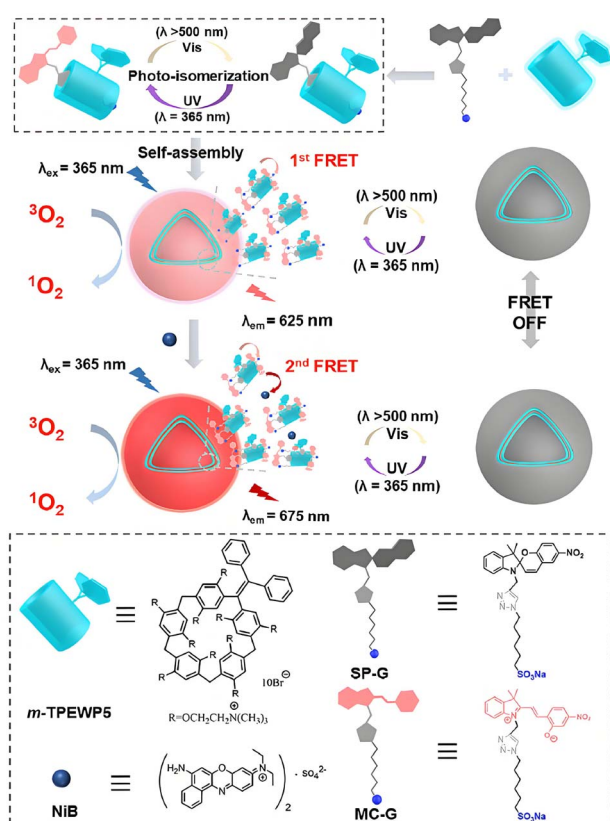 (λ >500 nm)
Vis
Photo-isomerization
UV
(λ = 365 nm)
+
Self-assembly
λex = 365 nm
1st FRET
3O2
1O2
(λ >500 nm)
Vis
UV
(λ = 365 nm)
λem = 625 nm
FRET
OFF
λex = 365 nm
2nd FRET
3O2
1O2
(λ >500 nm)
Vis
UV
(λ = 365 nm)
λem = 675 nm
m-TPEWP5
≡
R
R
R
R
R
R
R
R
R
10Br⊖
R=OCH2CH2N(CH3)3
⊕
SP-G
≡
O
NO2
N
N
N=N
SO3Na
NiB
≡
H2N
O
N
⊕
N
2
· SO42-
MC-G
≡
N
⊕
NO2
O
⊖
N
N=N
SO3Na